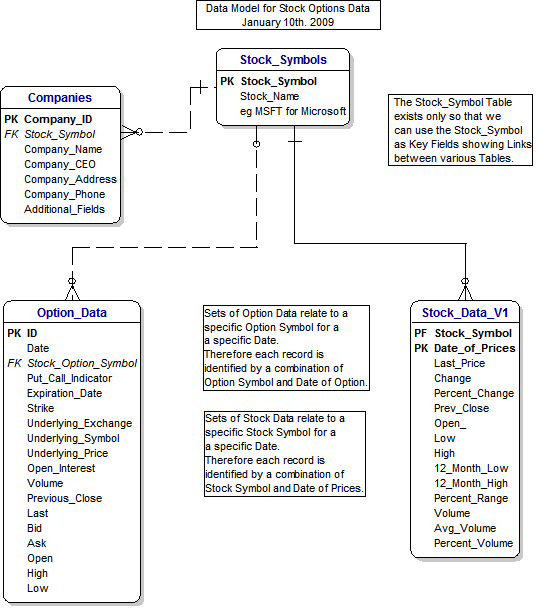 Data Model for Stock Options Data
January 10th. 2009
Stock_Symbols
PK Stock_Symbol
Stock_Name
eg MSFT for Microsoft
Companies
PK Company_ID
FK Stock_Symbol
Company_Name
Company_CEO
Company_Address
Company_Phone
Additional_Fields
The Stock_Symbol Table
exists only so that we
can use the Stock_Symbol
as Key Fields showing Links
between various Tables.
Option_Data
PK ID
Date
FK Stock_Option_Symbol
Put_Call_Indicator
Expiration_Date
Strike
Underlying_Exchange
Underlying_Symbol
Underlying_Price
Open_Interest
Volume
Previous_Close
Last
Bid
Ask
Open
High
Low
Sets of Option Data relate to a
specific Option Symbol for a
a specific Date.
Therefore each record is
identified by a combination of
Option Symbol and Date of Option.
Sets of Stock Data relate to a
specific Stock Symbol for a
a specific Date.
Therefore each record is
identified by a combination of
Stock Symbol and Date of Prices.
Stock_Data_V1
PF Stock_Symbol
PK Date_of_Prices
Last_Price
Change
Percent_Change
Prev_Close
Open_
Low
High
12_Month_Low
12_Month_High
Percent_Range
Volume
Avg_Volume
Percent_Volume